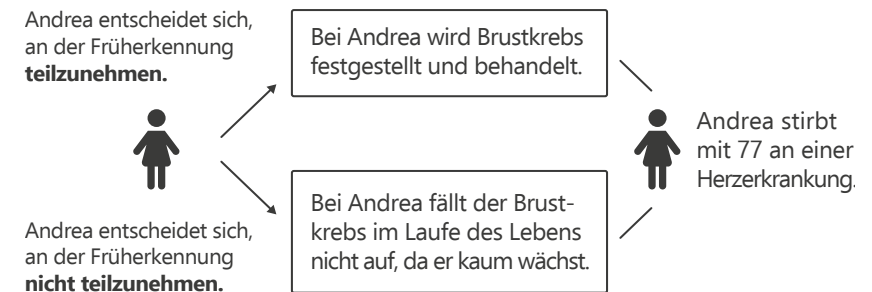 Andrea entscheidet sich,
an der Früherkennung
teilzunehmen.
Bei Andrea wird Brustkrebs
festgestellt und behandelt.
Andrea stirbt
mit 77 an einer
Herzerkrankung.
Bei Andrea fällt der Brust-
krebs im Laufe des Lebens
nicht auf, da er kaum wächst.
Andrea entscheidet sich,
an der Früherkennung
nicht teilzunehmen.